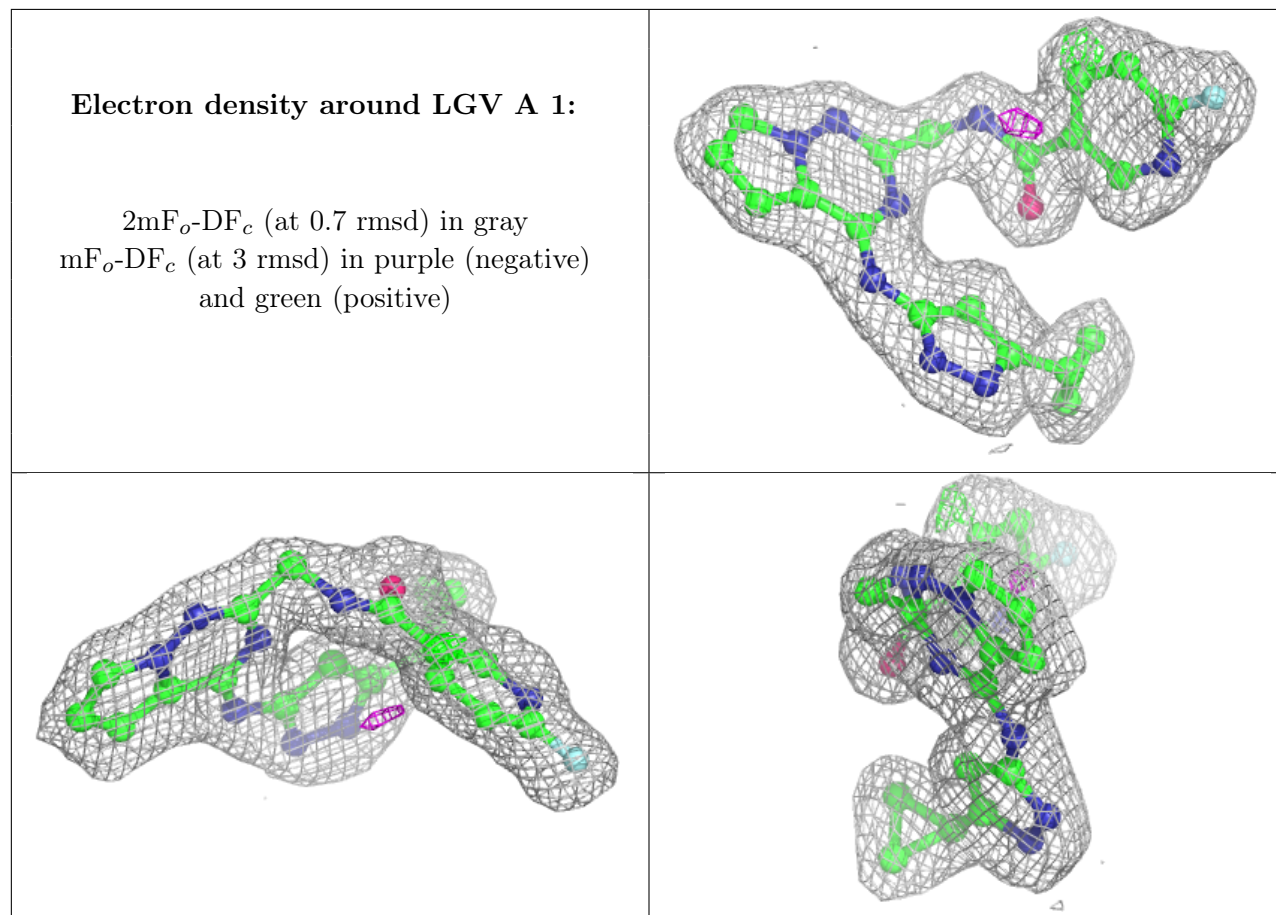 Electron density around LGV A 1:
2mFo-DFc (at 0.7 rmsd) in gray
mFo-DFc (at 3 rmsd) in purple (negative)
and green (positive)